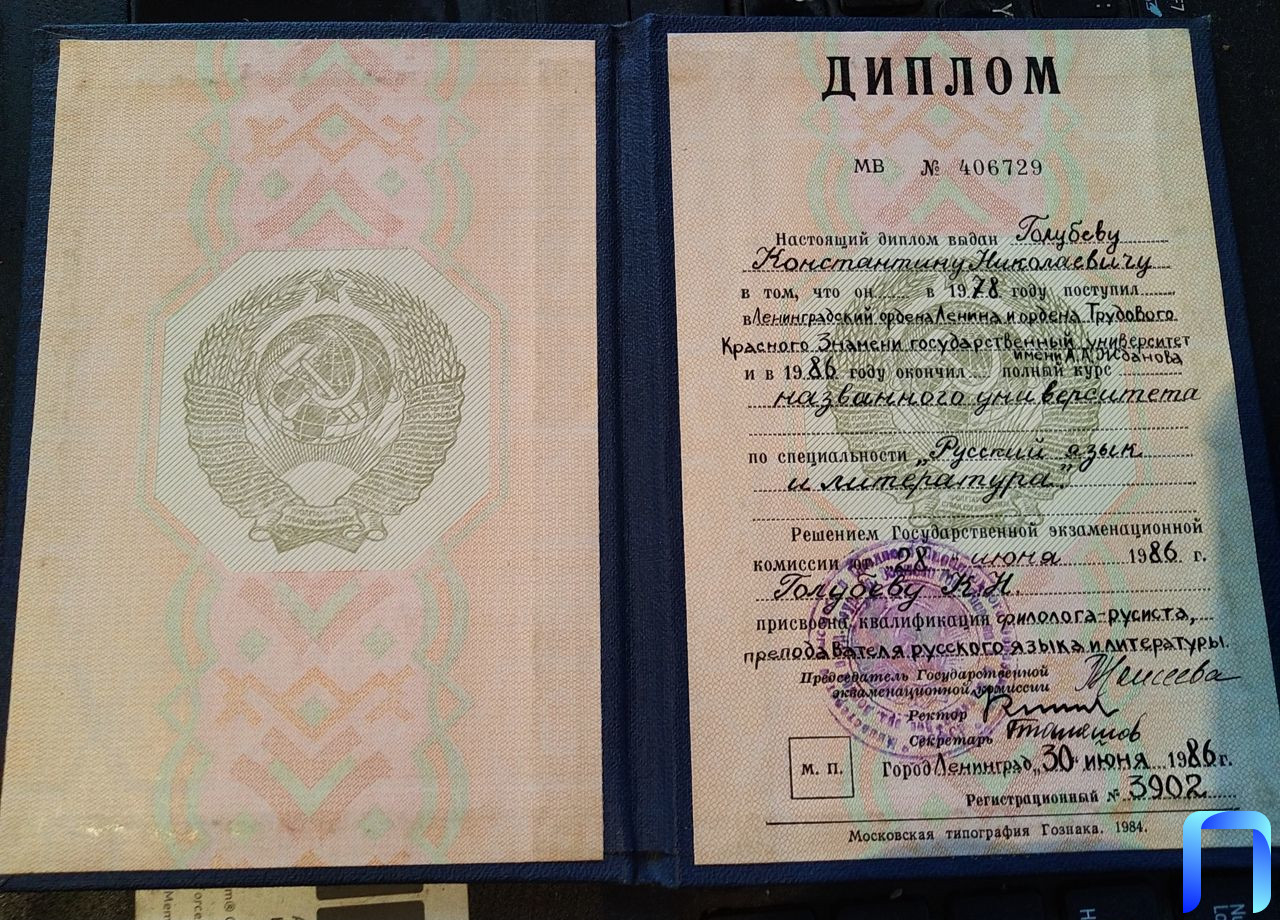 ДИПЛОМ
МВ № 406729
Настоящий диплом выдан Голубеву
Константину Николаевичу
в том, что он в 1978 году поступил
в Ленинградский ордена Ленина и ордена Трудового
Красного Знамени государственный университет
имени А.А. Жданова
и в 1986 году окончил полный курс
названного университета
по специальности „Русский язык
и литература"
Решением Государственной экзаменационной
комиссии от „28" июня 1986 г.
Голубеву К.Н.
присвоена квалификация филолога-русиста,
преподавателя русского языка и литературы.
Председатель Государственной
экзаменационной комиссии
Ректор
Секретарь
М. П.
Город Ленинград „30" июня 1986 г.
Регистрационный № 3902
Московская типография Гознака. 1984.